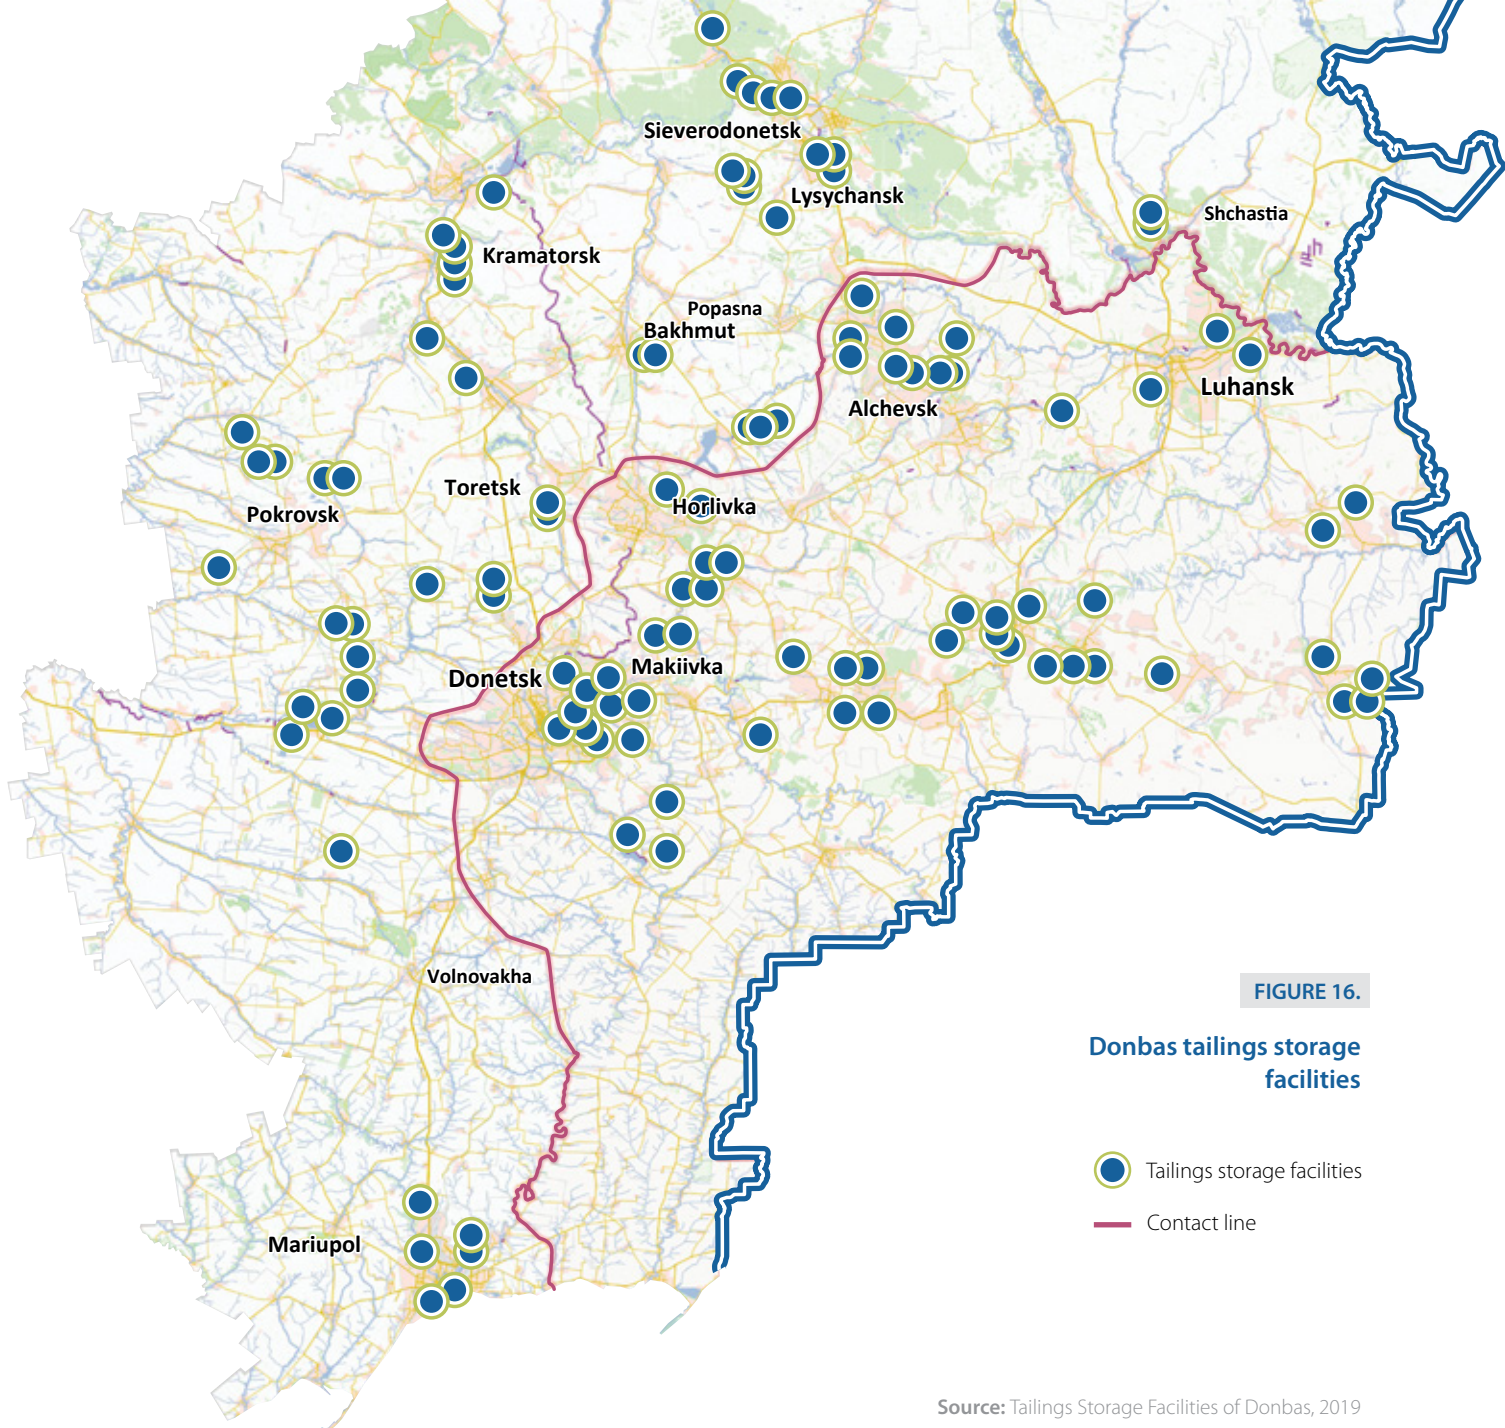 Sieverodonetsk
Lysychansk
Shchastia
Kramatorsk
Popasna
Bakhmut
Luhansk
Alchevsk
Toretsk
Horlivka
Pokrovsk
Makiivka
Donetsk
Volnovakha
FIGURE 16.
Donbas tailings storage
facilities
Tailings storage facilities
Contact line
Mariupol
Source: Tailings Storage Facilities of Donbas, 2019